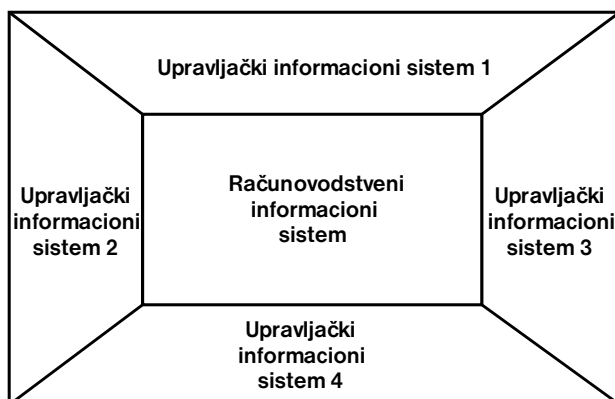 Upravljački informacioni sistem 1
Upravljački
informacioni
sistem 2
Računovodstveni
informacioni
sistem
Upravljački
informacioni
sistem 3
Upravljački
informacioni
sistem 4